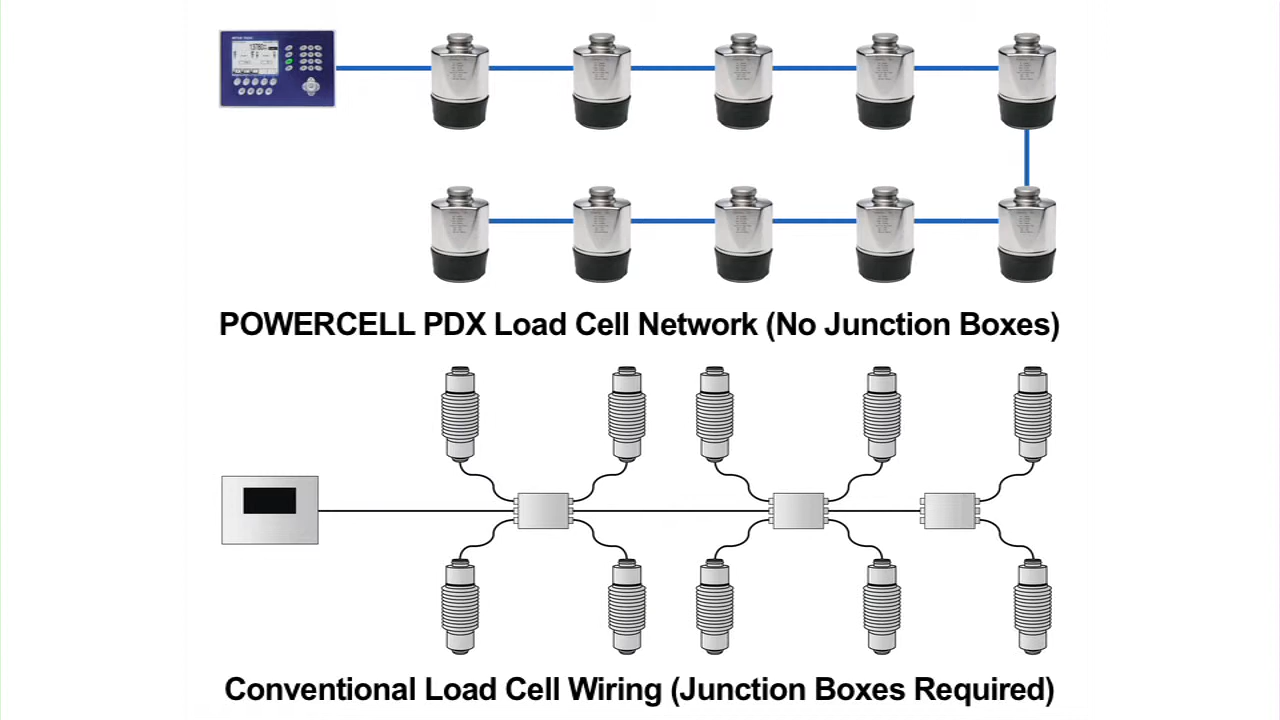 POWERCELL PDX Load Cell Network (No Junction Boxes)
Conventional Load Cell Wiring (Junction Boxes Required)